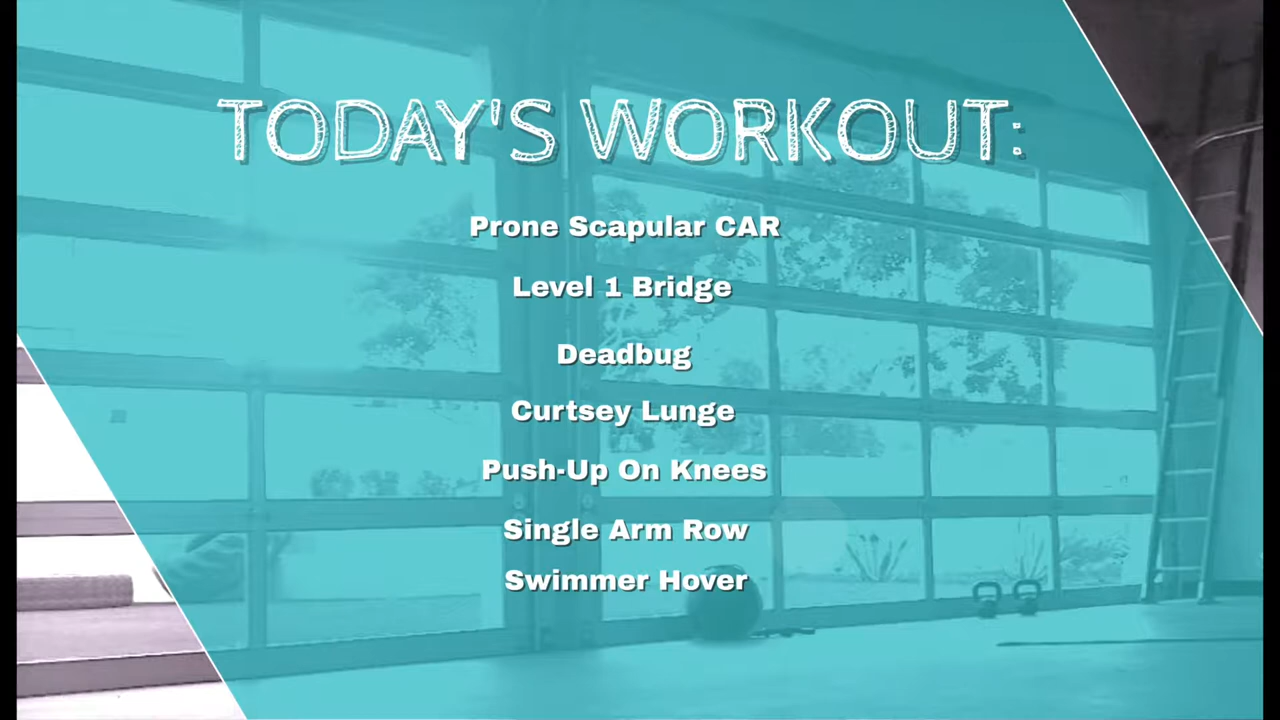 TODAY'S WORKOUT:
Prone Scapular CAR
Level 1 Bridge
Deadbug
Curtsey Lunge
Push-Up On Knees
Single Arm Row
Swimmer Hover